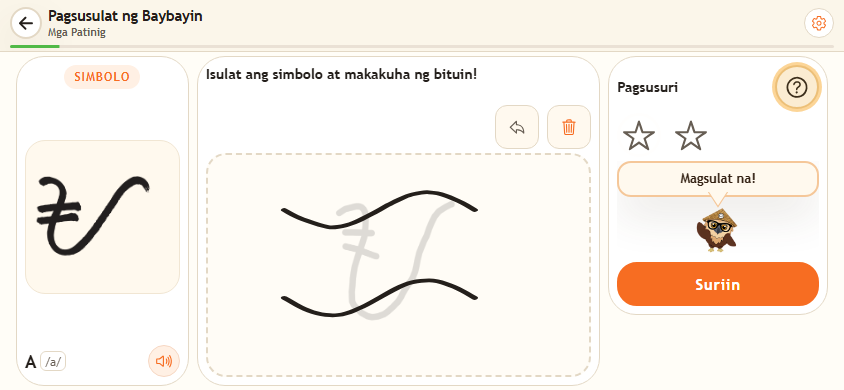 Pagsusulat ng Baybayin
Mga Patinig
SIMBOLO
ᜀ
A /a/
Isulat ang simbolo at makakuha ng bituin!
Pagsusuri
?
Magsulat na!
Suriin